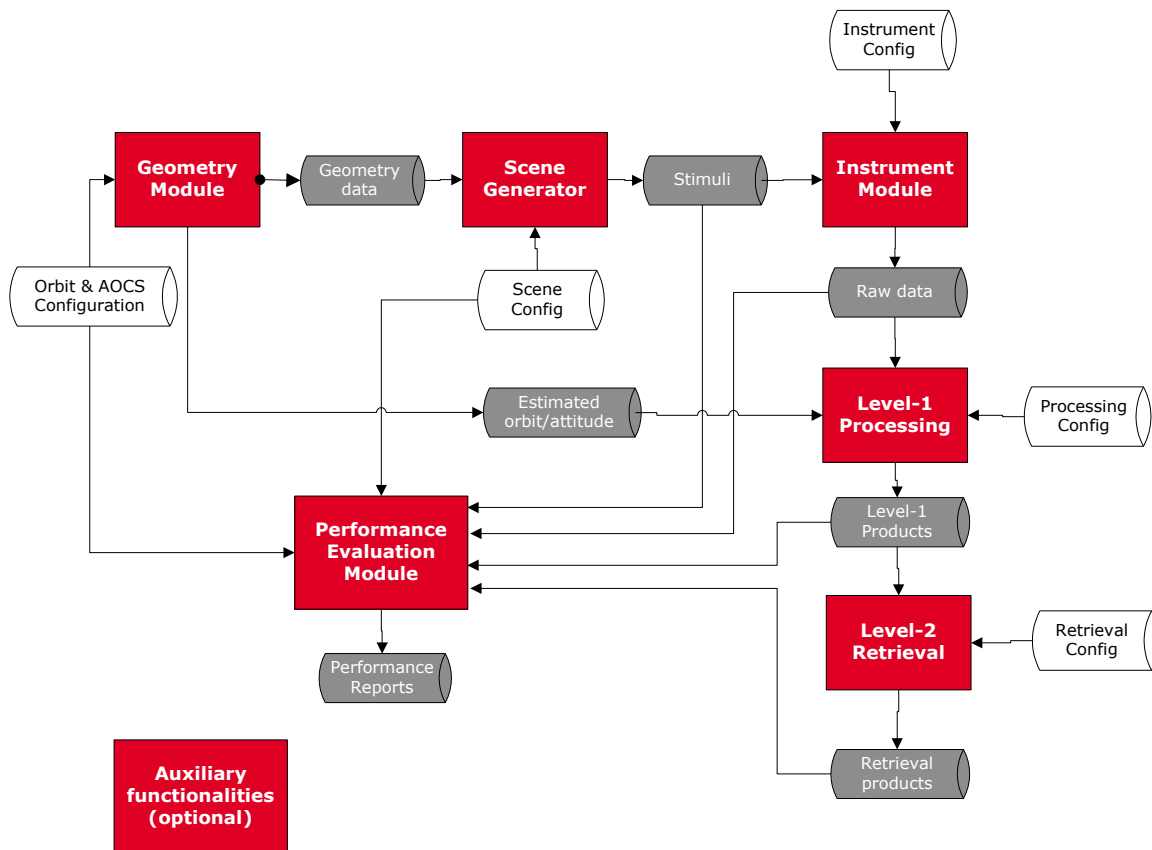 Instrument
Config
Geometry
Module
Geometry
data
Scene
Generator
Stimuli
Instrument
Module
Orbit & AOCS
Configuration
Scene
Config
Raw data
Estimated
orbit/attitude
Level-1
Processing
Processing
Config
Performance
Evaluation
Module
Level-1
Products
Level-2
Retrieval
Retrieval
Config
Performance
Reports
Auxiliary
functionalities
(optional)
Retrieval
products